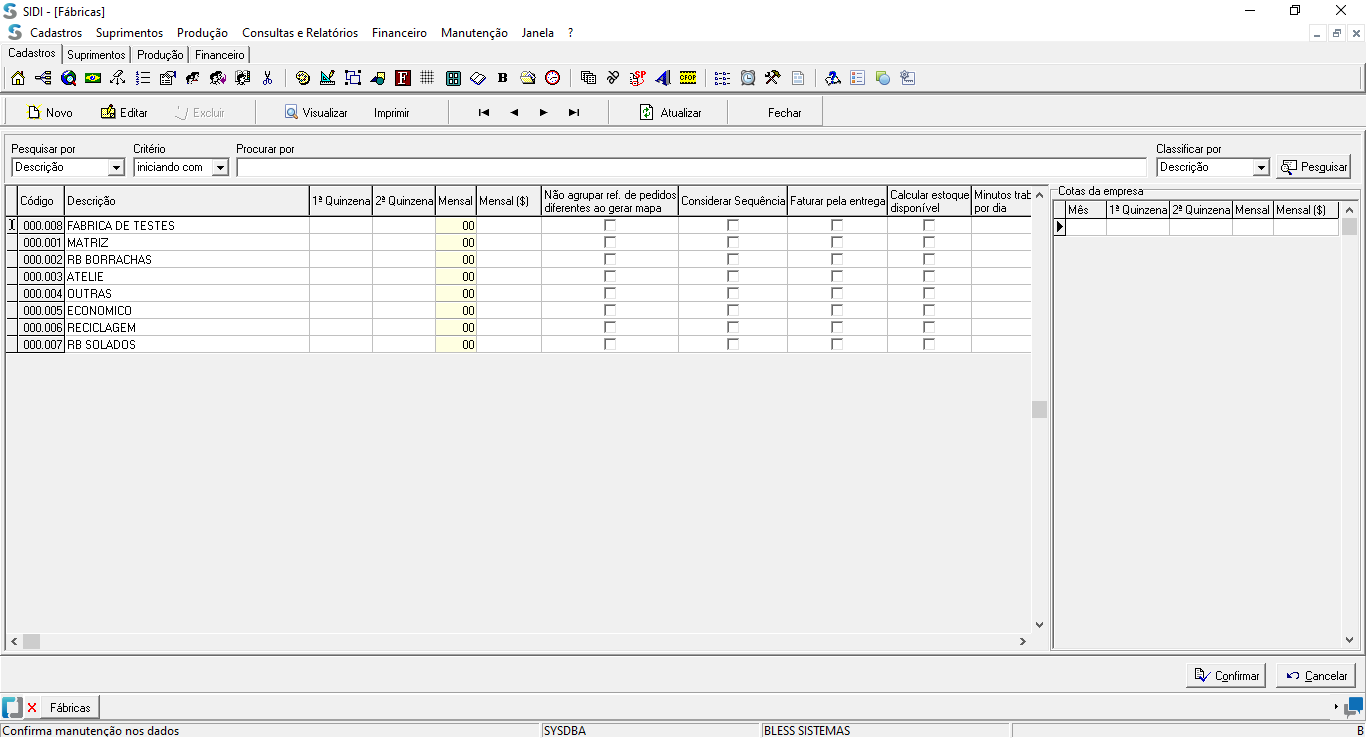 SIDI - [Fábricas]
Cadastros Suprimentos Produção Consultas e Relatórios Financeiro Manutenção Janela ?
Cadastros Suprimentos Produção Financeiro
F B SP CFOP
Novo Editar Excluir Visualizar Imprimir Atualizar Fechar
Pesquisar por Critério Procurar por Classificar por
Descrição iniciando com Descrição Pesquisar
Código Descrição 1ª Quinzena 2ª Quinzena Mensal Mensal ($) Não agrupar ref. de pedidos diferentes ao gerar mapa Considerar Sequência Faturar pela entrega Calcular estoque disponível Minutos trab por dia
000.008 FABRICA DE TESTES 00
000.001 MATRIZ 00
000.002 RB BORRACHAS 00
000.003 ATELIE 00
000.004 OUTRAS 00
000.005 ECONOMICO 00
000.006 RECICLAGEM 00
000.007 RB SOLADOS 00
Cotas da empresa
Mês 1ª Quinzena 2ª Quinzena Mensal Mensal ($)
Confirmar Cancelar
Fábricas
Confirma manutenção nos dados SYSDBA BLESS SISTEMAS B